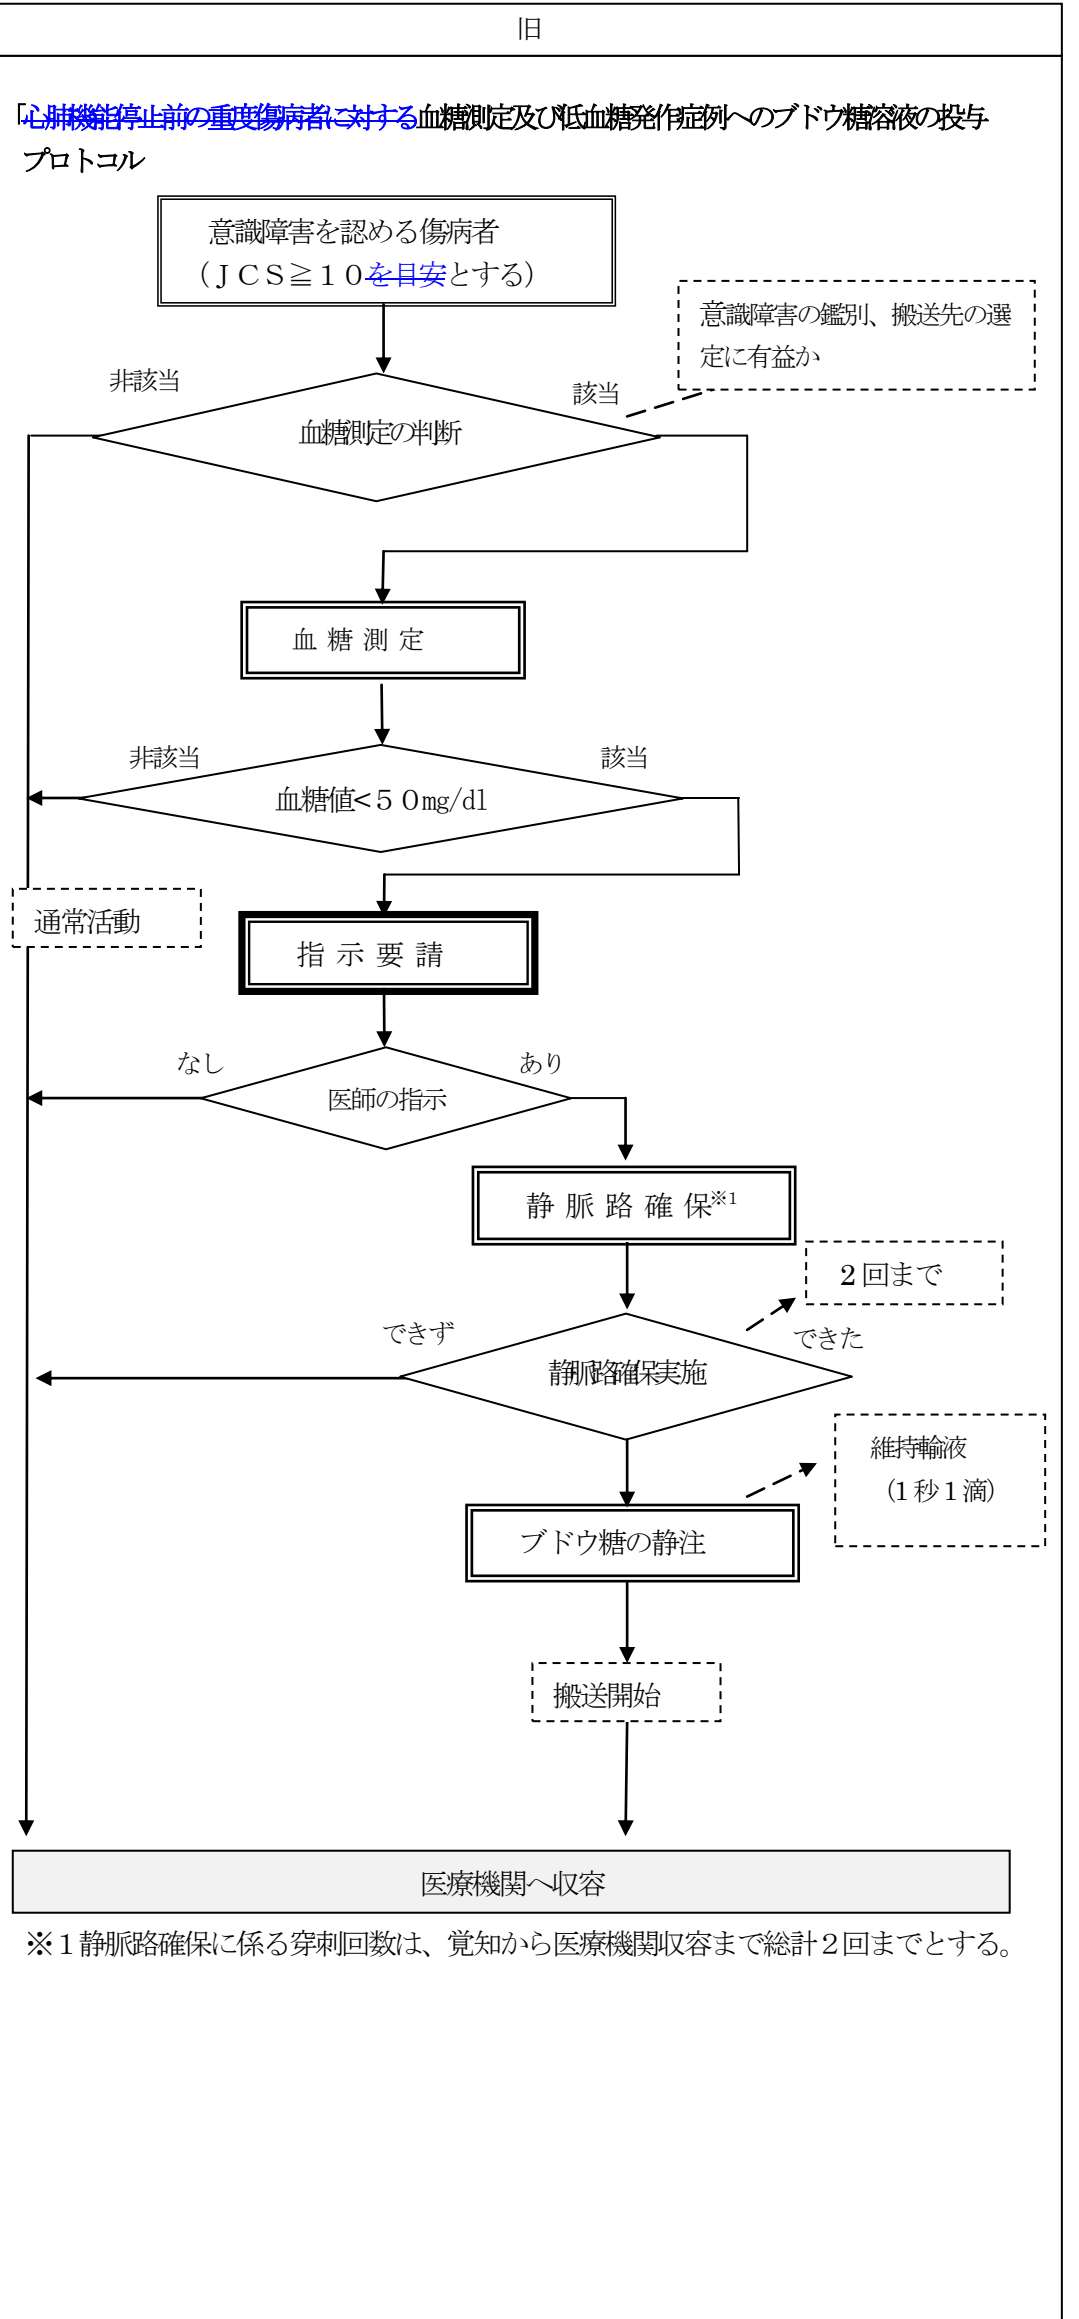 旧
「心肺機能停止前の重度傷病者に対する血糖測定及び低血糖発作症例へのブドウ糖溶液の投与
プロトコル
意識障害を認める傷病者
（ＪＣＳ≧１０を目安とする）
意識障害の鑑別、搬送先の選
定に有益か
非該当
該当
血糖測定の判断
血 糖 測 定
非該当
該当
血糖値<５０mg/dl
通常活動
指 示 要 請
なし
あり
医師の指示
静 脈 路 確 保※1
2回まで
できず
できた
静脈路確保実施
維持輸液
（1秒１滴）
ブドウ糖の静注
搬送開始
医療機関へ収容
※１静脈路確保に係る穿刺回数は、覚知から医療機関収容まで総計２回までとする。